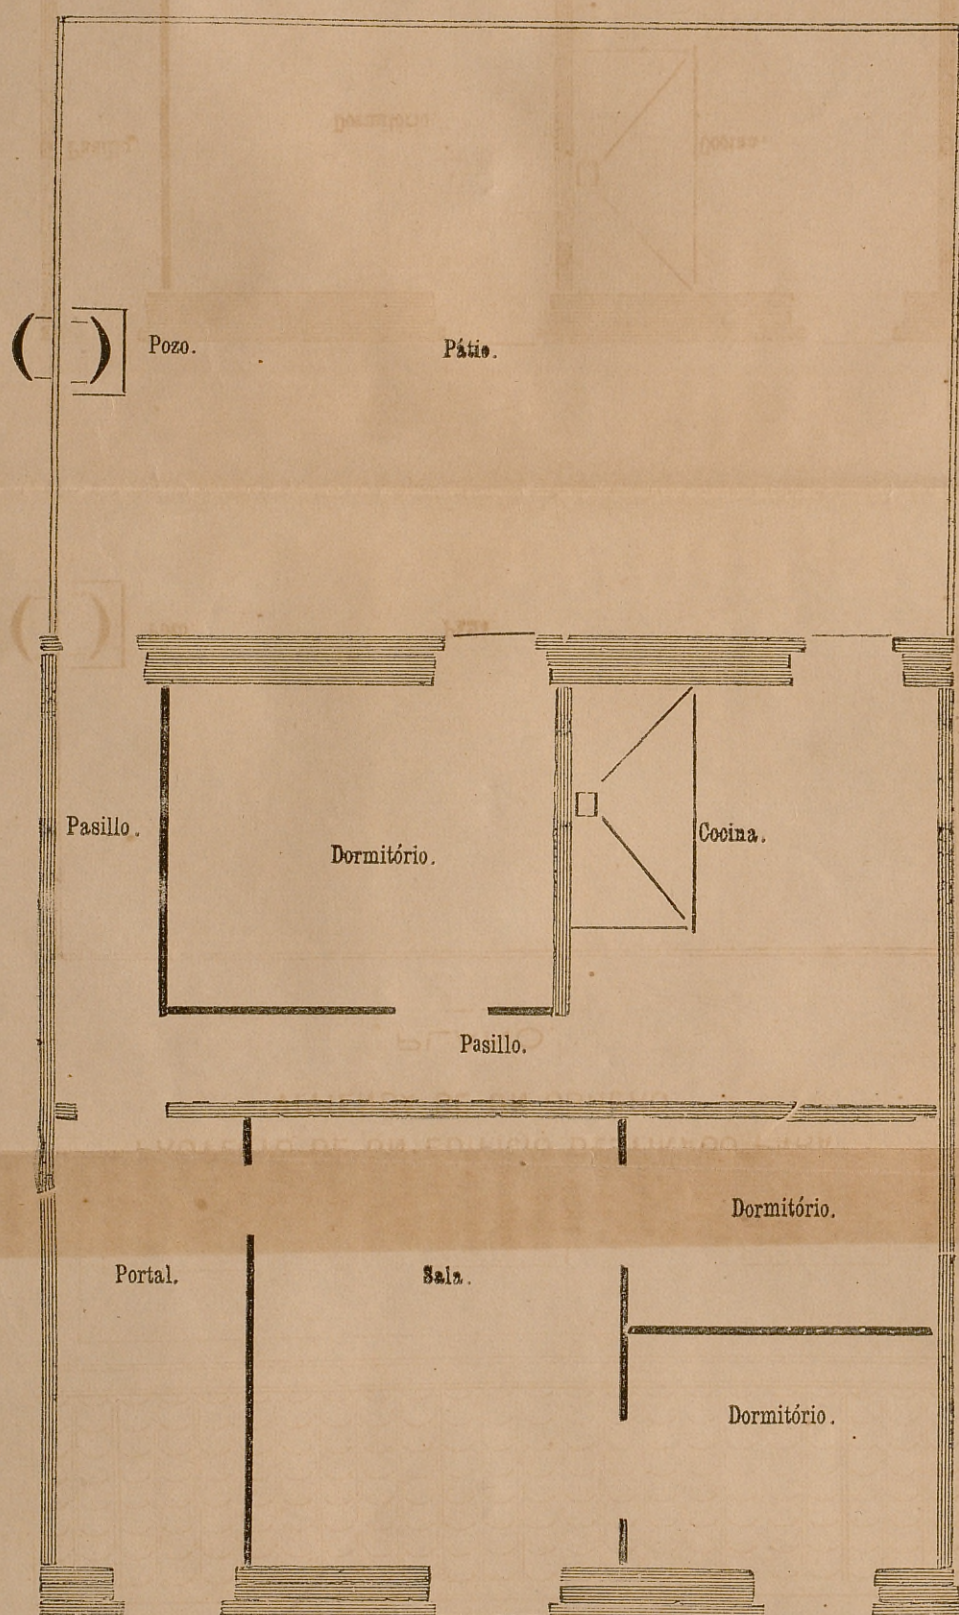 Pozo.
Pátio.
Pasillo.
Dormitório.
Cocina.
Pasillo.
Dormitório.
Portal.
Sala.
Dormitório.